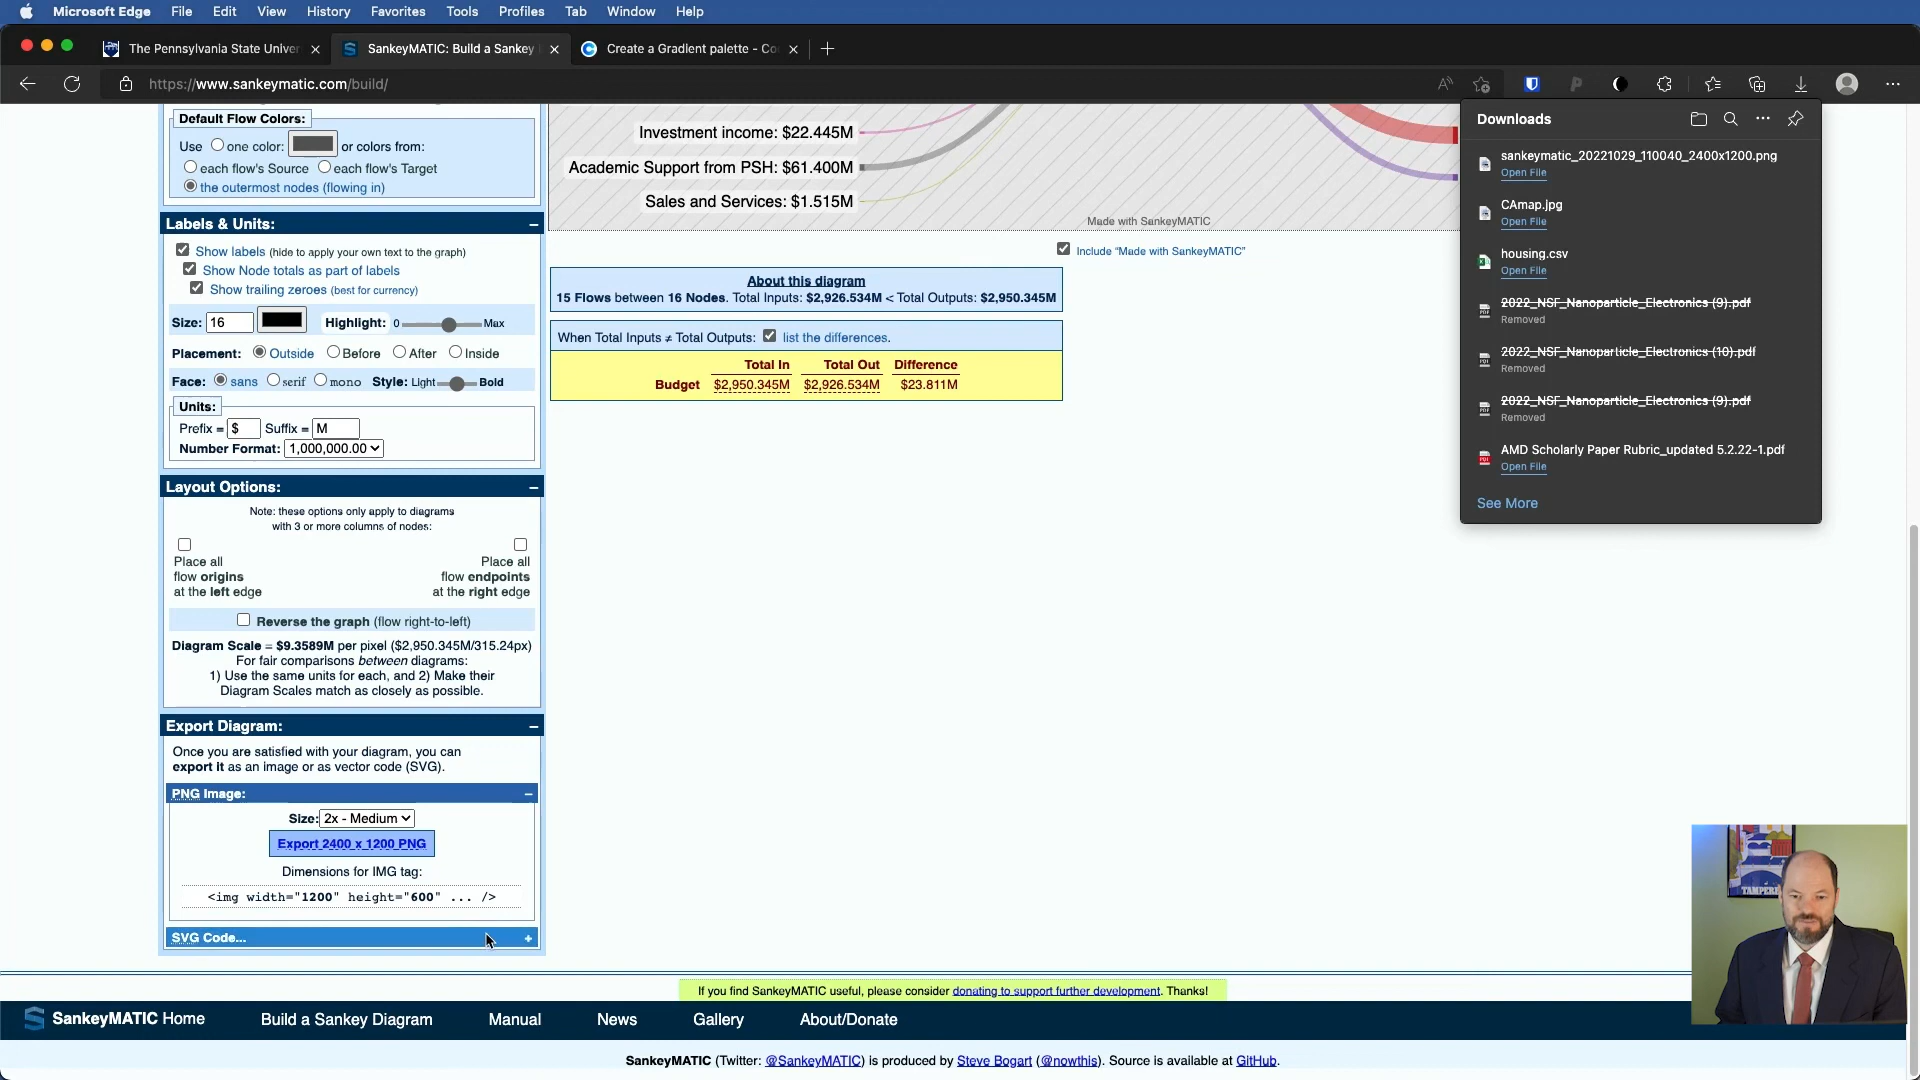 Microsoft Edge File Edit View History Favorites Tools Profiles Tab Window Help
The Pennsylvania State Univer
SankeyMATIC: Build a Sankey
Create a Gradient palette - Co
https://www.sankeymatic.com/build/
Default Flow Colors:
Use one color: or colors from:
each flow's Source each flow's Target
the outermost nodes (flowing in)
Labels & Units:
Show labels (hide to apply your own text to the graph)
Show Node totals as part of labels
Show trailing zeroes (best for currency)
Size: 16 Highlight: 0 Max
Placement: Outside Before After Inside
Face: sans serif mono Style: Light Bold
Units:
Prefix = $ Suffix = M
Number Format: 1,000,000.00
Layout Options:
Note: these options only apply to diagrams
with 3 or more columns of nodes:
Place all
flow origins
at the left edge
Place all
flow endpoints
at the right edge
Reverse the graph (flow right-to-left)
Diagram Scale = $9.3589M per pixel ($2,950.345M/315.24px)
For fair comparisons between diagrams:
1) Use the same units for each, and 2) Make their
Diagram Scales match as closely as possible.
Export Diagram:
Once you are satisfied with your diagram, you can
export it as an image or as vector code (SVG).
PNG Image:
Size: 2x - Medium
Export 2400 x 1200 PNG
Dimensions for IMG tag:
<img width="1200" height="600" ... />
SVG Code...
Investment income: $22.445M
Academic Support from PSH: $61.400M
Sales and Services: $1.515M
Made with SankeyMATIC
Include "Made with SankeyMATIC"
About this diagram
15 Flows between 16 Nodes. Total Inputs: $2,926.534M < Total Outputs: $2,950.345M
When Total Inputs ≠ Total Outputs: list the differences.
Total In Total Out Difference
Budget $2,950.345M $2,926.534M $23.811M
Downloads
sankeymatic_20221029_110040_2400x1200.png
Open File
CAmap.jpg
Open File
housing.csv
Open File
2022_NSF_Nanoparticle_Electronics (9).pdf
Removed
2022_NSF_Nanoparticle_Electronics (10).pdf
Removed
2022_NSF_Nanoparticle_Electronics (9).pdf
Removed
AMD Scholarly Paper Rubric_updated 5.2.22-1.pdf
Open File
See More
TAMPERE
If you find SankeyMATIC useful, please consider donating to support further development. Thanks!
SankeyMATIC Home Build a Sankey Diagram Manual News Gallery About/Donate
SankeyMATIC (Twitter: @SankeyMATIC) is produced by Steve Bogart (@nowthis). Source is available at GitHub.